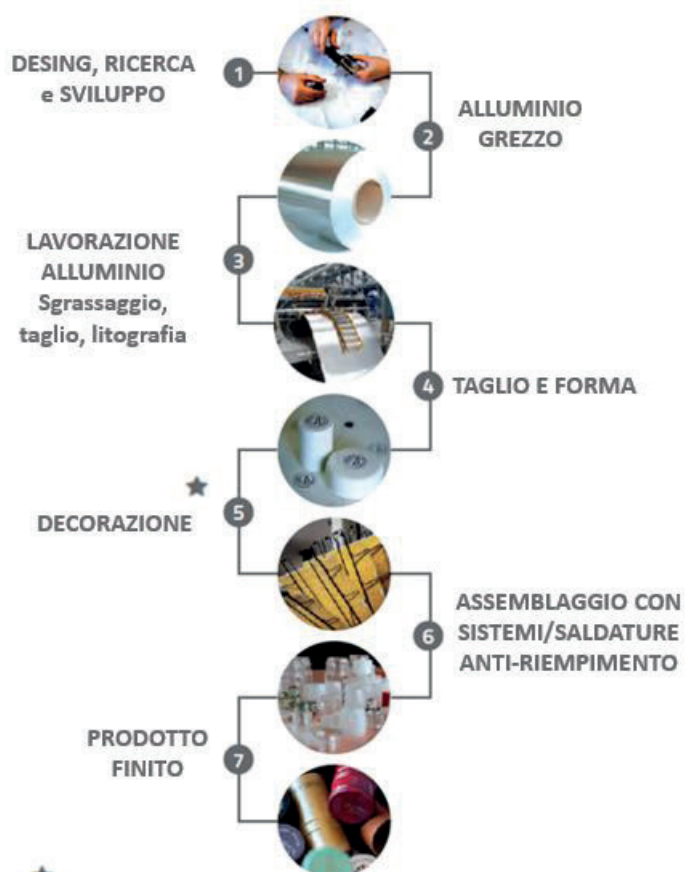 DESING, RICERCA
e SVILUPPO
1
ALLUMINIO
GREZZO
2
LAVORAZIONE
ALLUMINIO
Sgrassaggio,
taglio, litografia
3
4
TAGLIO E FORMA
DECORAZIONE
5
ASSEMBLAGGIO CON
SISTEMI/SALDATURE
ANTI-RIEMPIMENTO
6
PRODOTTO
FINITO
7